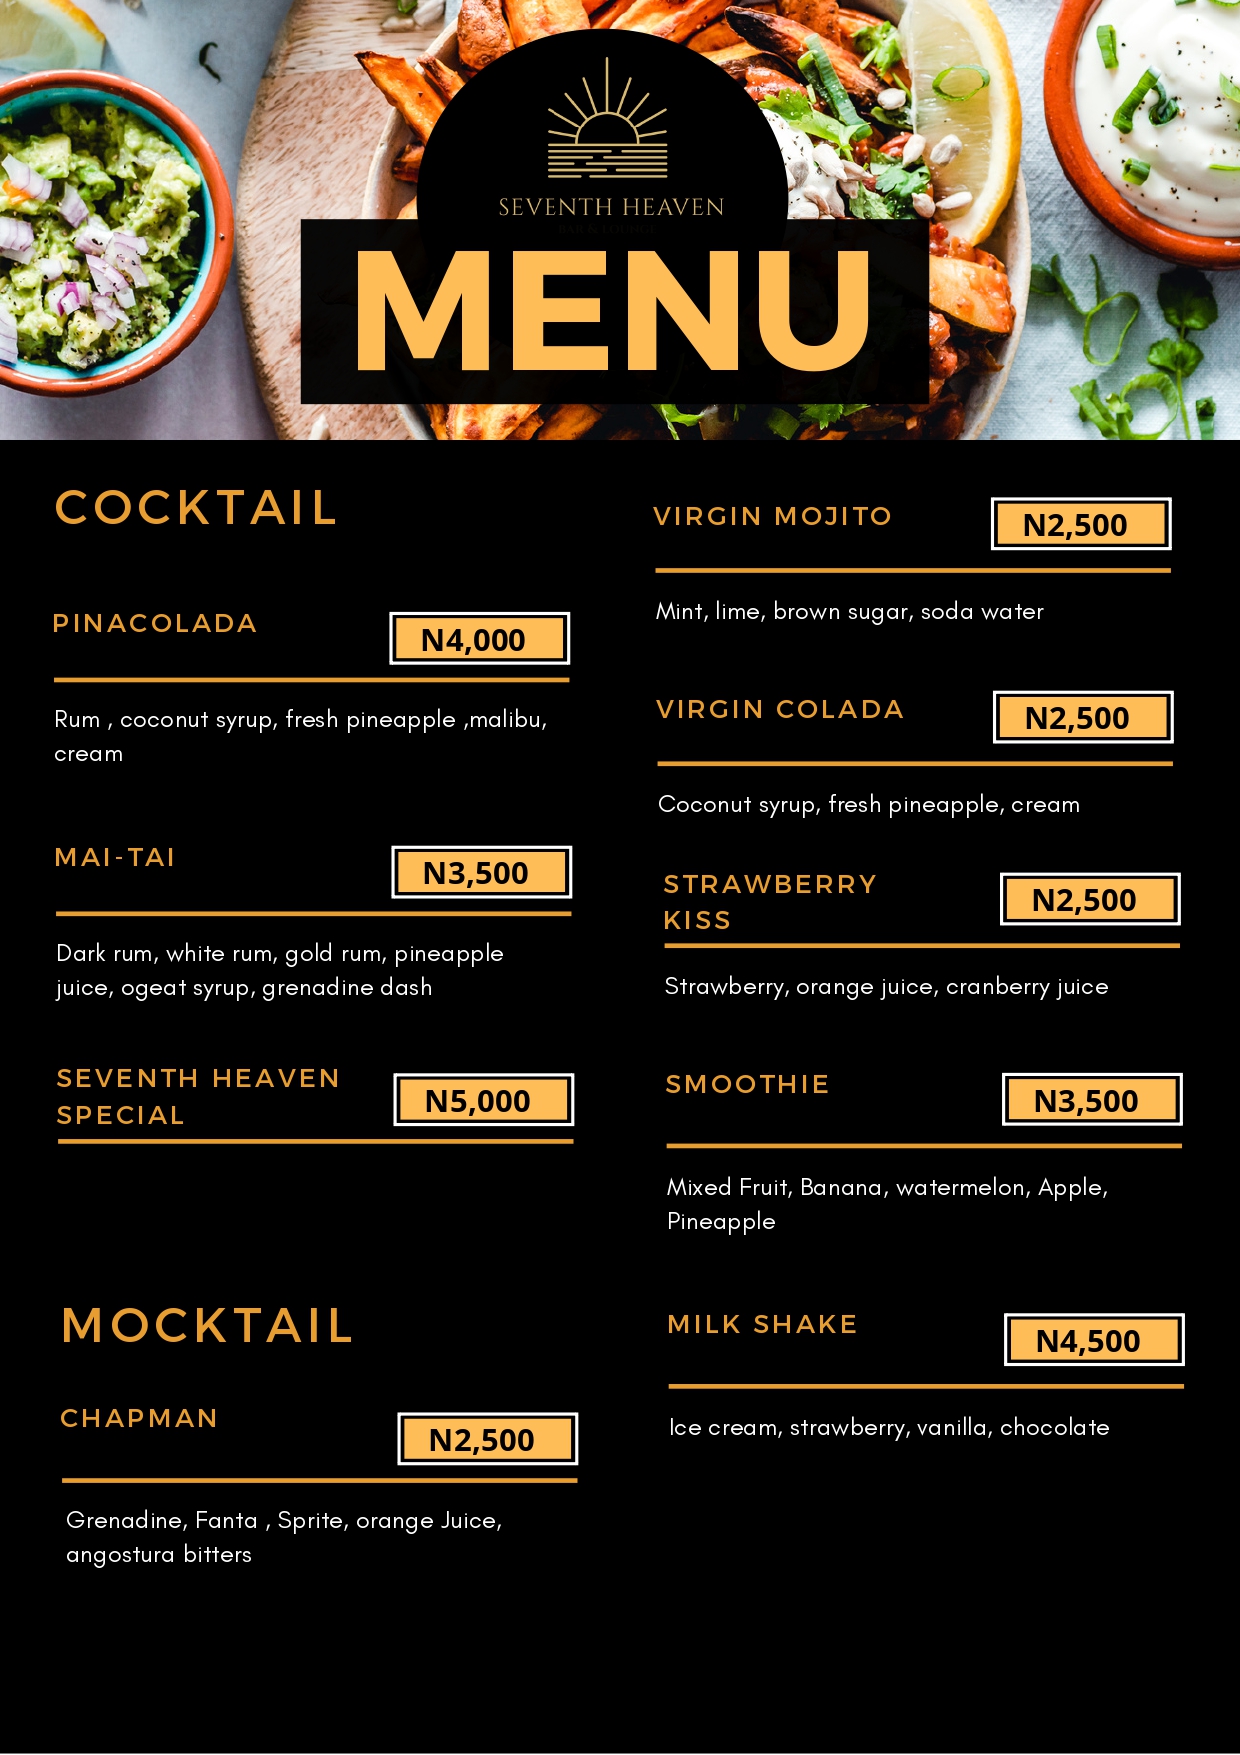 SEVENTH HEAVEN
BAR & LOUNGE
MENU
COCKTAIL
PINACOLADA
N4,000
Rum , coconut syrup, fresh pineapple ,malibu,
cream
MAI-TAI
N3,500
Dark rum, white rum, gold rum, pineapple
juice, ogeat syrup, grenadine dash
SEVENTH HEAVEN
SPECIAL
N5,000
MOCKTAIL
CHAPMAN
N2,500
Grenadine, Fanta , Sprite, orange Juice,
angostura bitters
VIRGIN MOJITO
N2,500
Mint, lime, brown sugar, soda water
VIRGIN COLADA
N2,500
Coconut syrup, fresh pineapple, cream
STRAWBERRY
KISS
N2,500
Strawberry, orange juice, cranberry juice
SMOOTHIE
N3,500
Mixed Fruit, Banana, watermelon, Apple,
Pineapple
MILK SHAKE
N4,500
Ice cream, strawberry, vanilla, chocolate